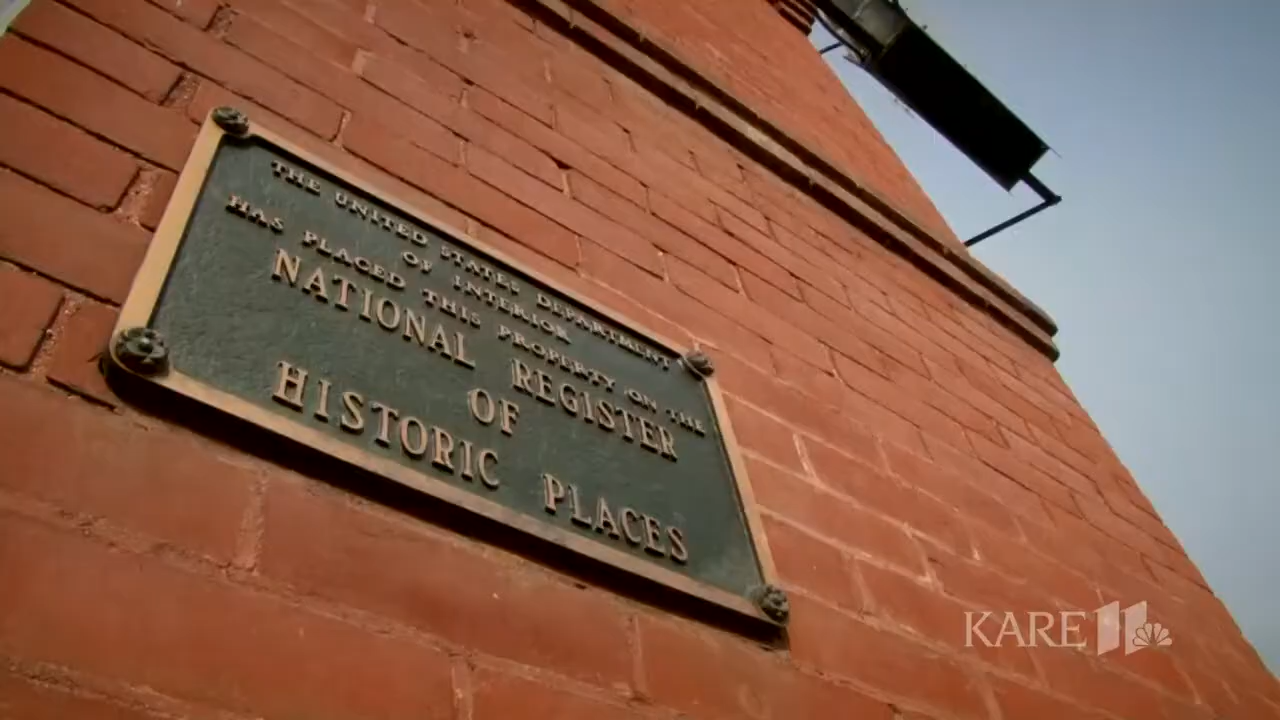 THE UNITED STATES DEPARTMENT
OF INTERIOR
HAS PLACED THIS PROPERTY ON THE
NATIONAL REGISTER
OF
HISTORIC PLACES
KARE 11